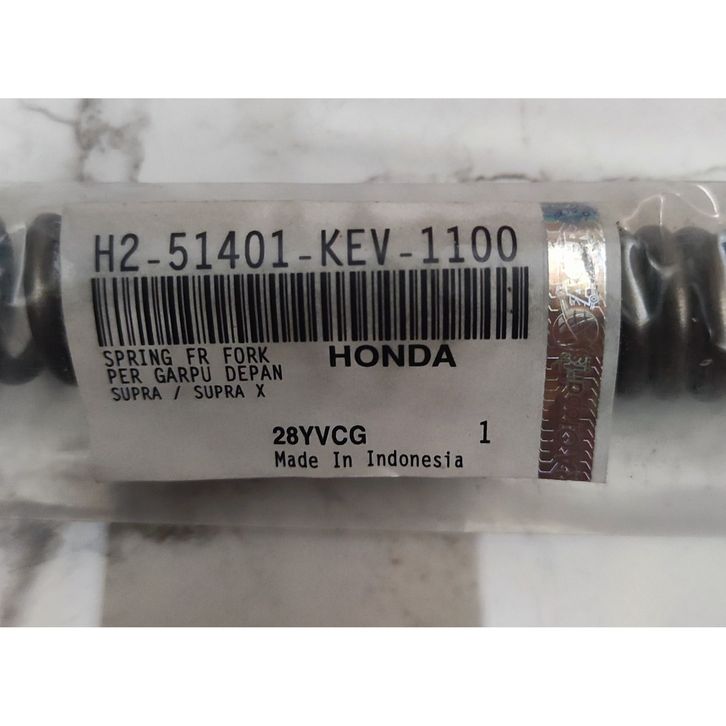 H2-51401-KEV-1100
SPRING FR FORK
HONDA
PER GARPU DEPAN
SUPRA / SUPRA X
28YVCG 1
Made In Indonesia